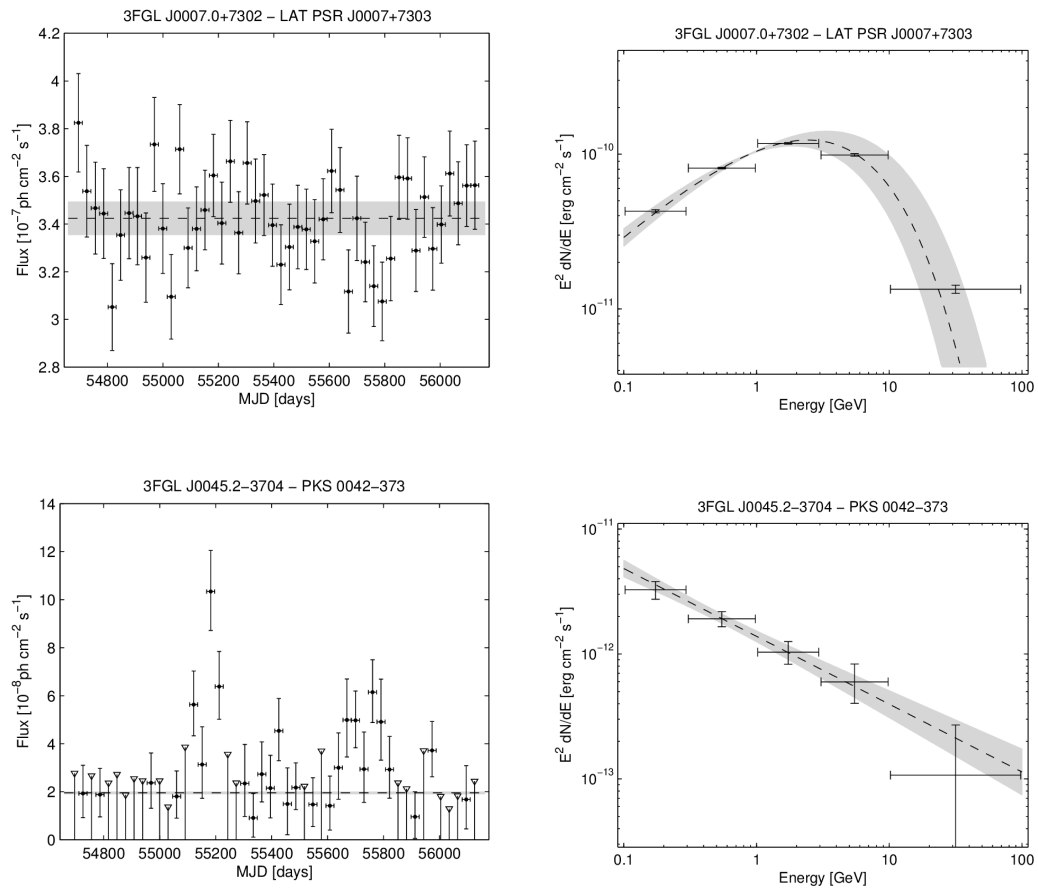 3FGL J0007.0+7302 − LAT PSR J0007+7303
4.2
4
3.8
3.6
3.4
3.2
3
2.8
Flux [10⁻⁷ph cm⁻² s⁻¹]
54800 55000 55200 55400 55600 55800 56000
MJD [days]
3FGL J0007.0+7302 − LAT PSR J0007+7303
10⁻¹⁰
10⁻¹¹
E² dN/dE [erg cm⁻² s⁻¹]
0.1 1 10 100
Energy [GeV]
3FGL J0045.2−3704 − PKS 0042−373
14
12
10
8
6
4
2
0
Flux [10⁻⁸ph cm⁻² s⁻¹]
54800 55000 55200 55400 55600 55800 56000
MJD [days]
3FGL J0045.2−3704 − PKS 0042−373
10⁻¹¹
10⁻¹²
10⁻¹³
E² dN/dE [erg cm⁻² s⁻¹]
0.1 1 10 100
Energy [GeV]